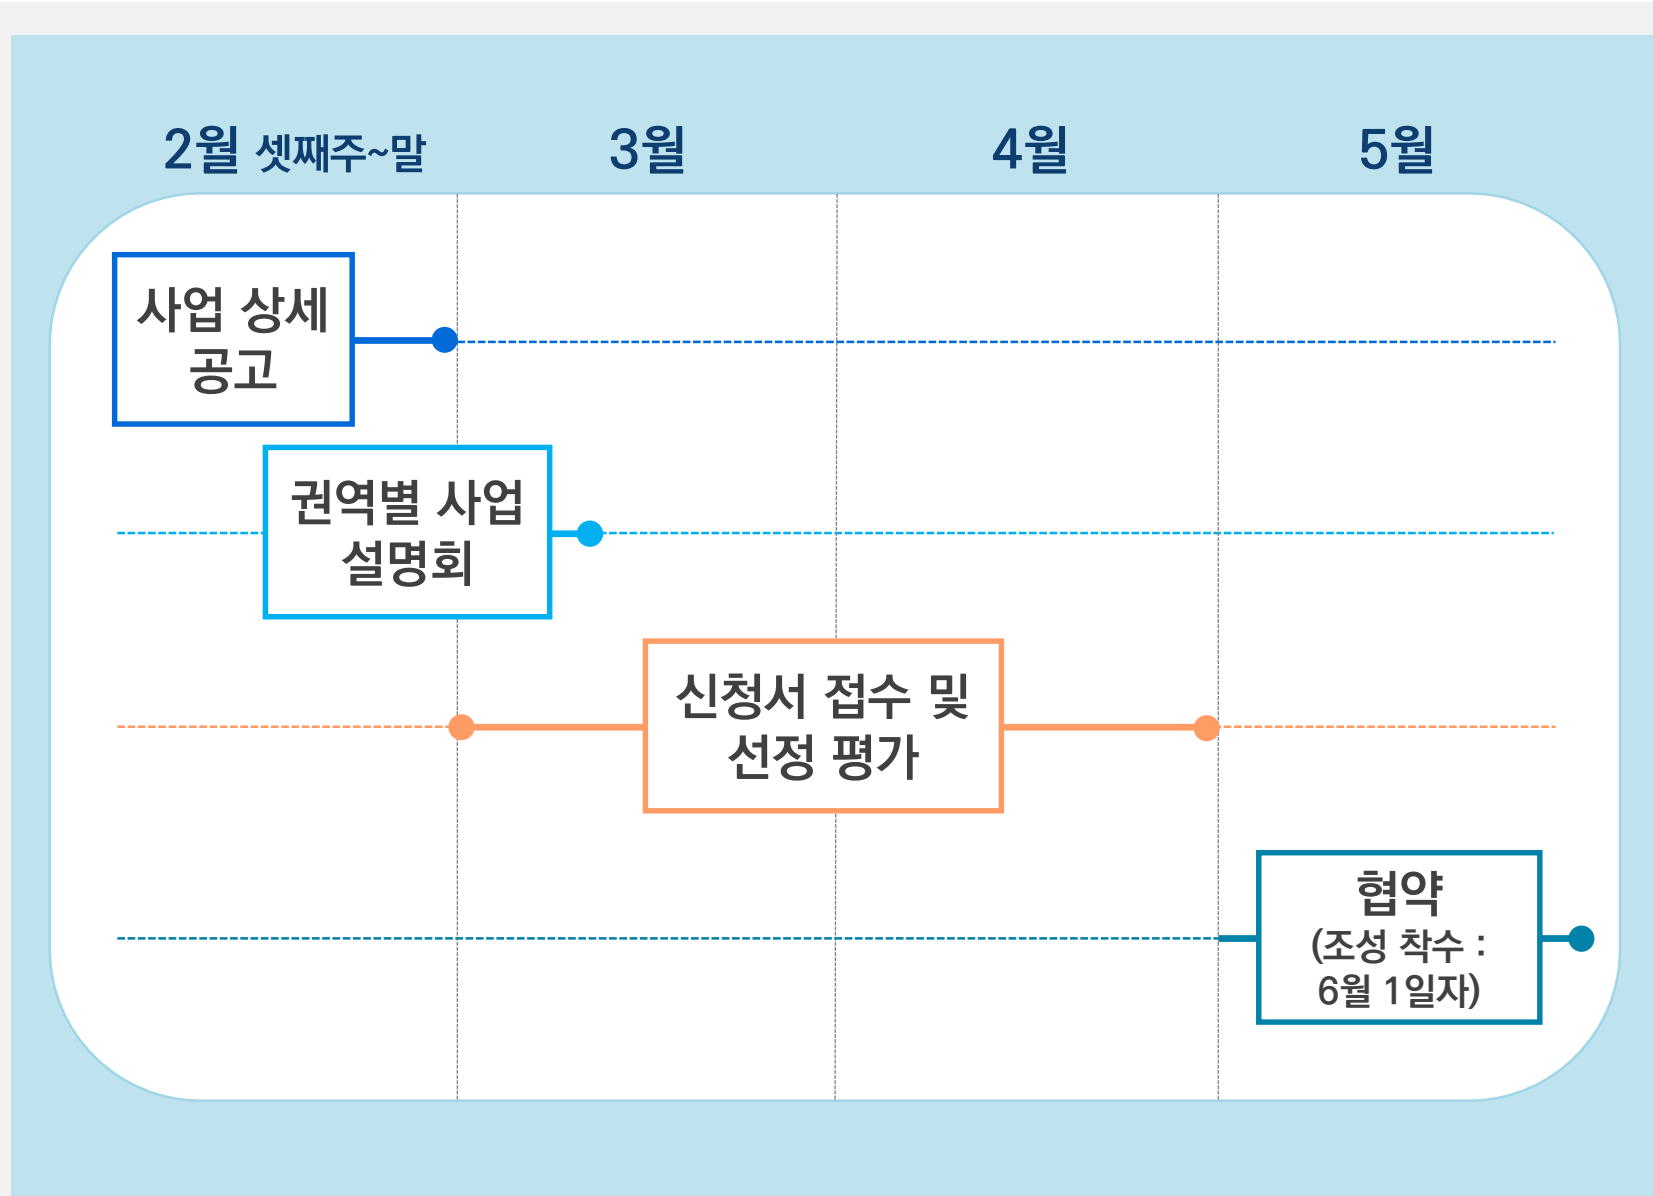 2월 셋째주~말
3월
4월
5월
사업 상세
공고
권역별 사업
설명회
신청서 접수 및
선정 평가
협약
(조성 착수 :
6월 1일자)